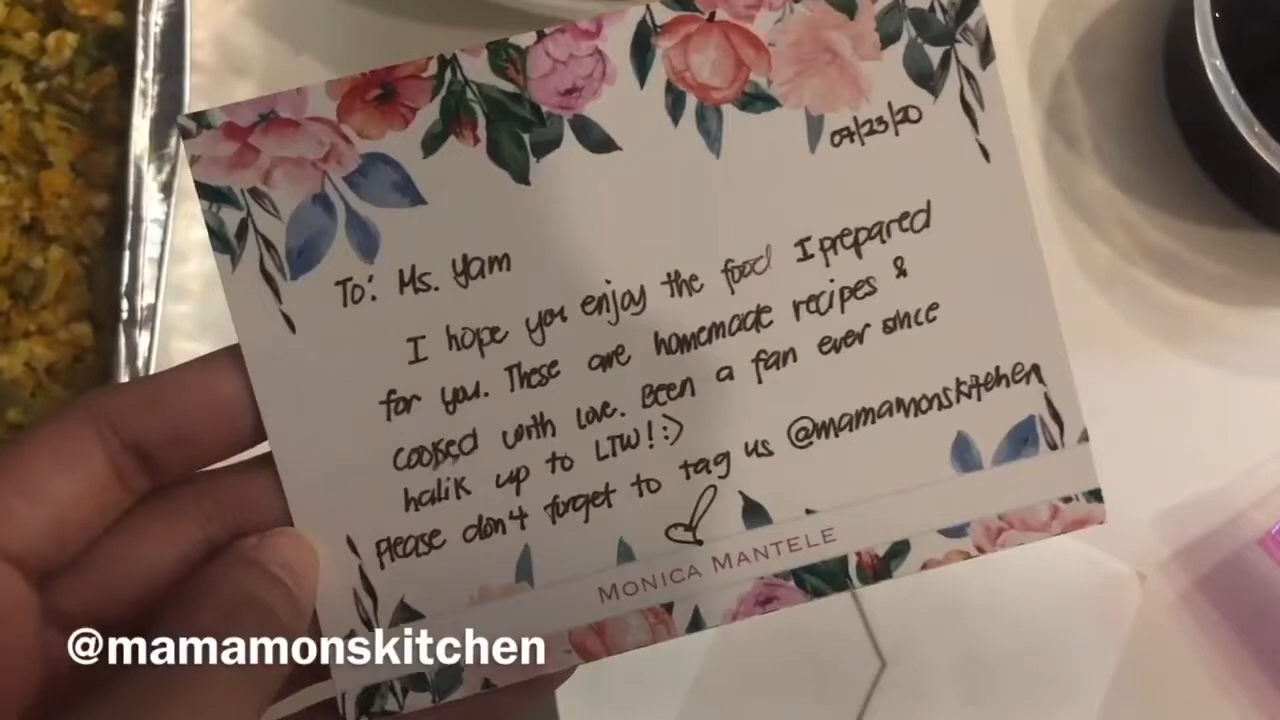 07/23/20
To: Ms. Yam
I hope you enjoy the food I prepared
for you. These are homemade recipes &
cooked with love. Been a fan ever since
halik up to LTW! :)
Please don't forget to tag us @mamamonskitchen
MONICA MANTELE
@mamamonskitchen